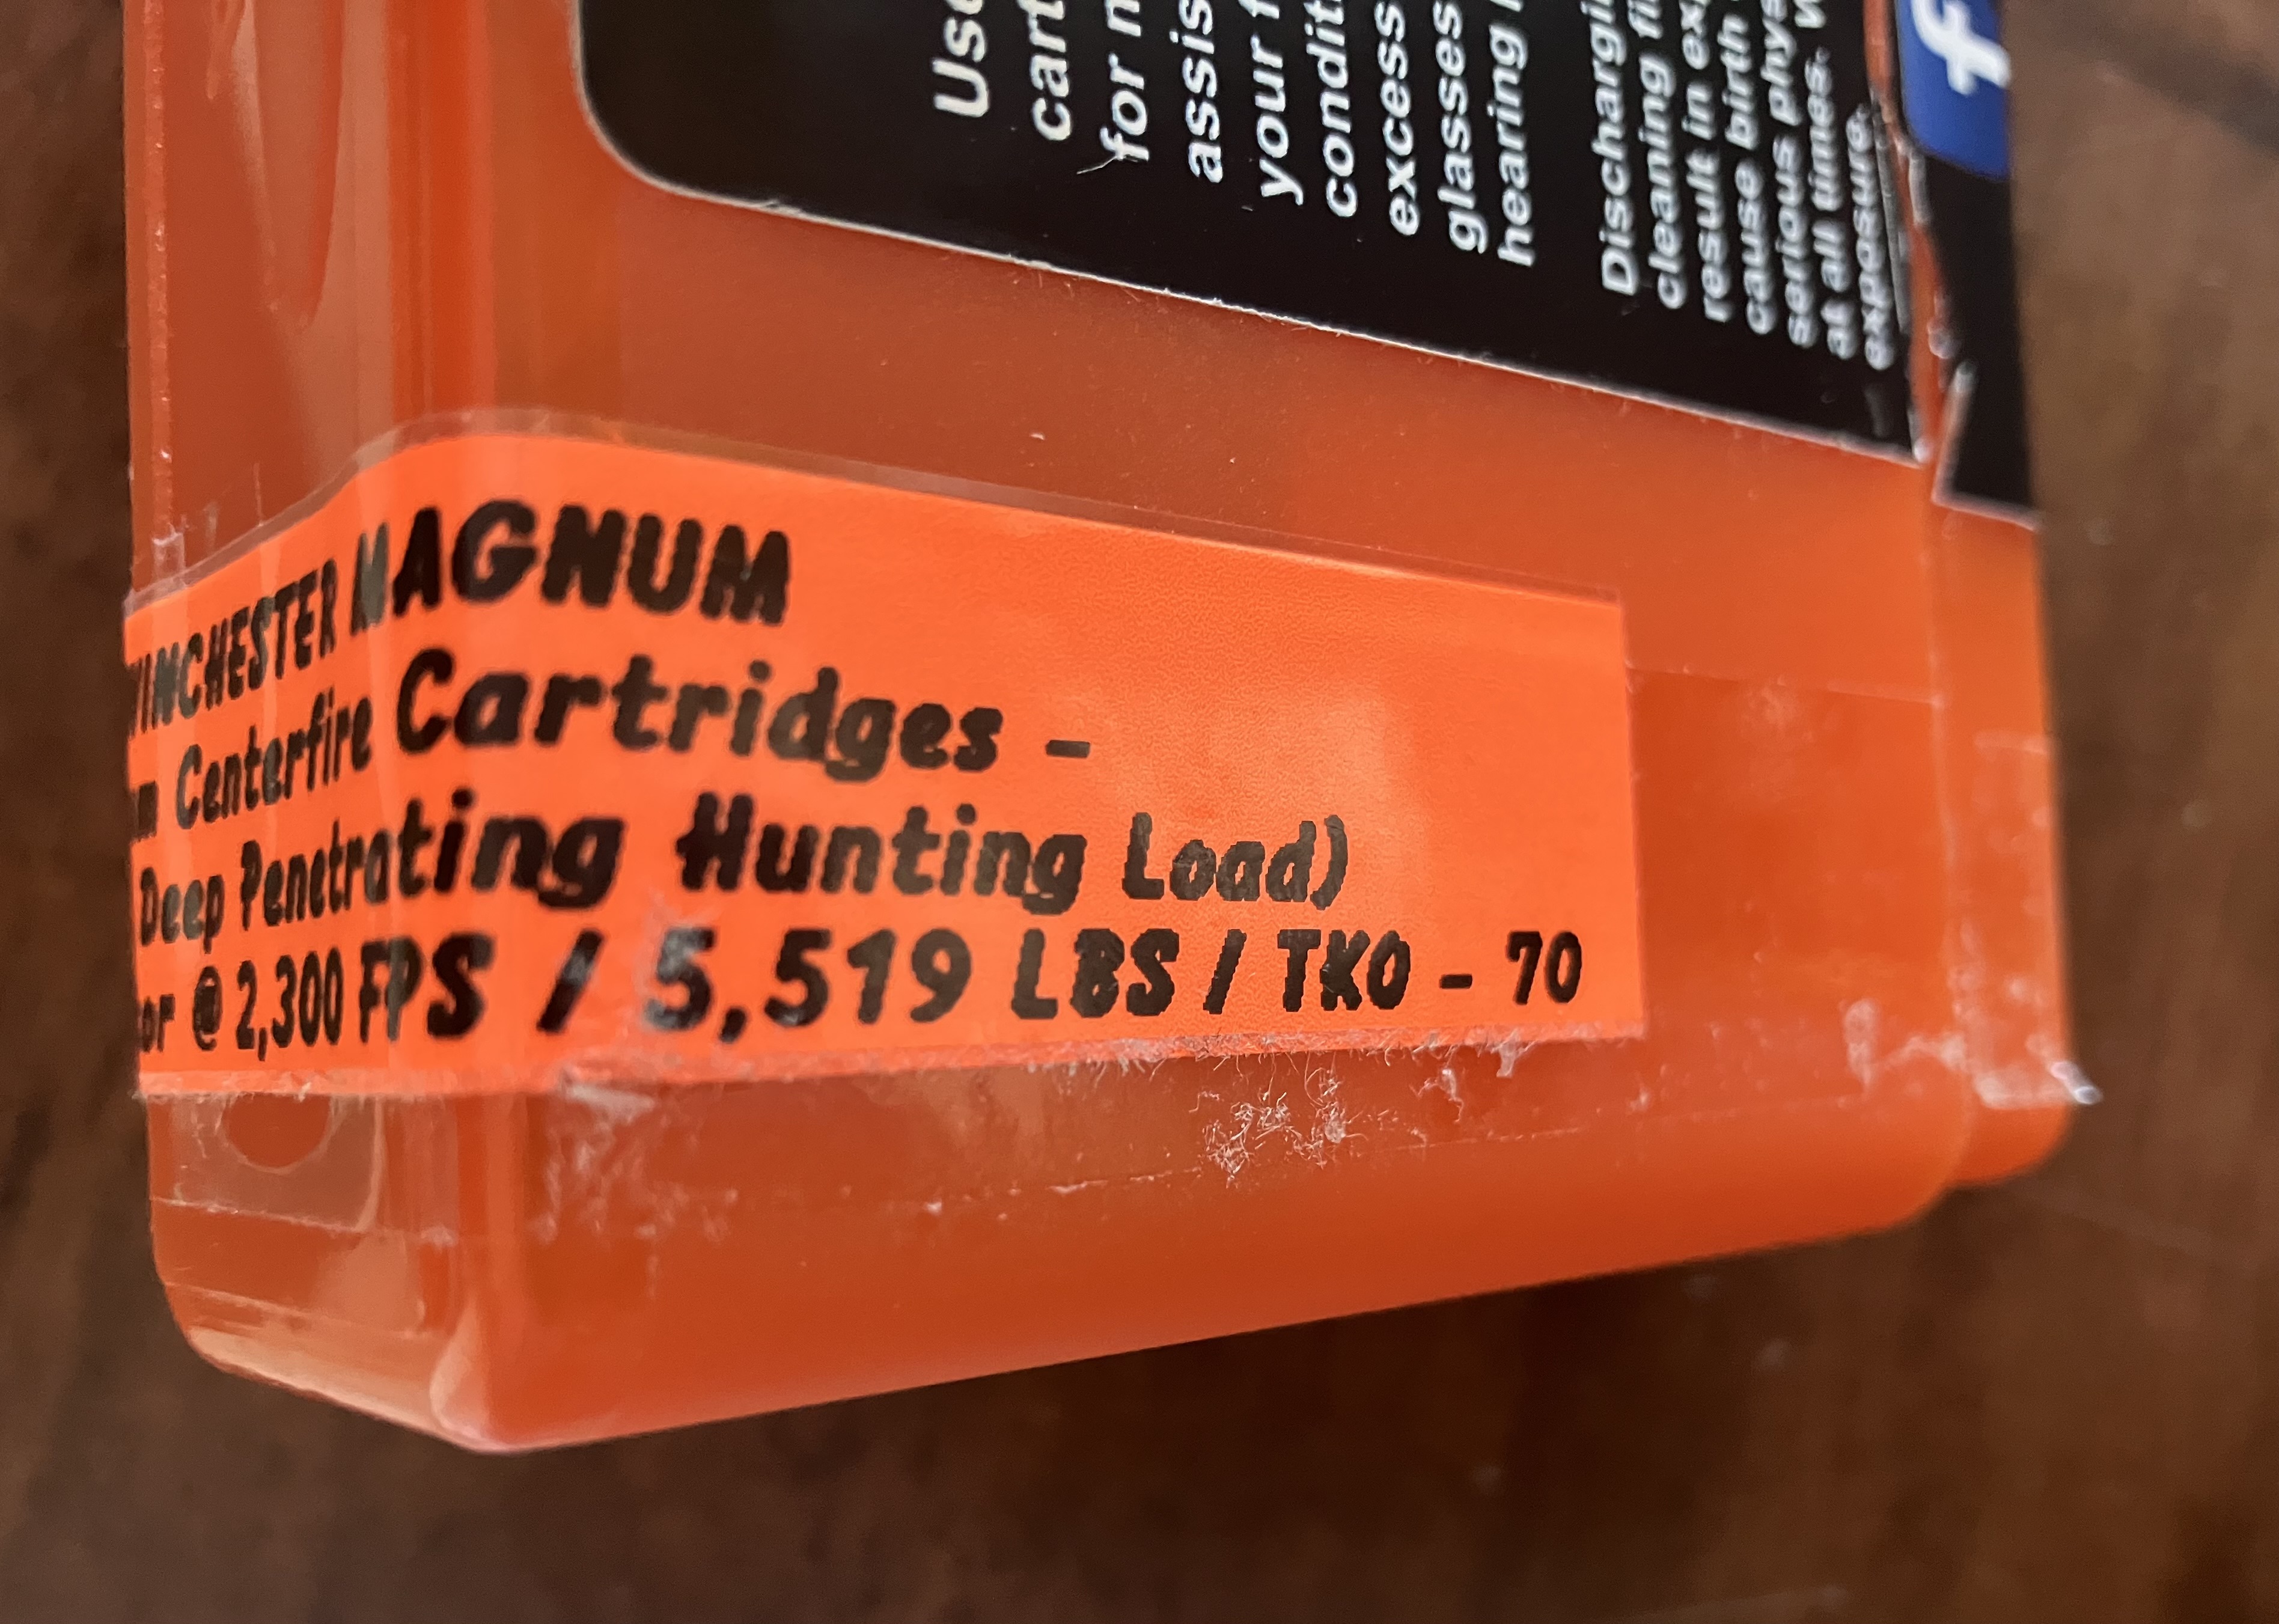 WINCHESTER MAGNUM
Centerfire Cartridges -
Deep Penetrating Hunting Load)
or @ 2,300 FPS / 5,519 LBS / TKO - 70
Use
cart
for n
assis
your f
condit
excess
glasses
hearing
Dischargi
cleaning fi
result in ex
cause birth
serious phys
at all times. W
exposure.
f